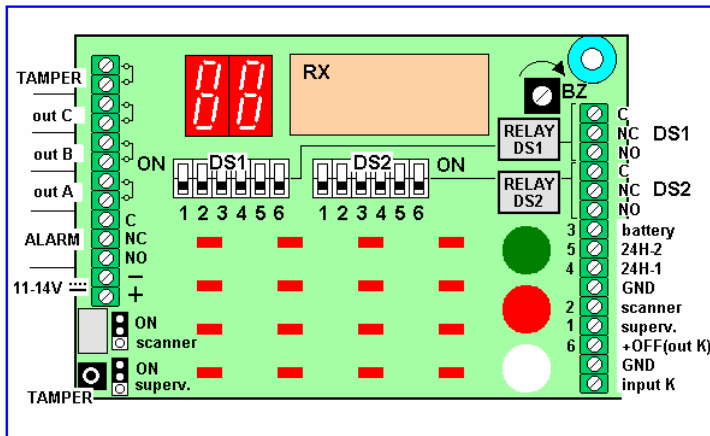 TAMPER
out C
out B
out A
ALARM
C
NC
NO
11-14V
−
+
ON
scanner
ON
superv.
TAMPER
88
RX
BZ
ON
DS1
1 2 3 4 5 6
DS2
1 2 3 4 5 6
ON
RELAY
DS1
RELAY
DS2
C
NC
NO
DS1
C
NC
NO
DS2
3 battery
5 24H-2
4 24H-1
GND
2 scanner
1 superv.
6 +OFF(out K)
GND
input K